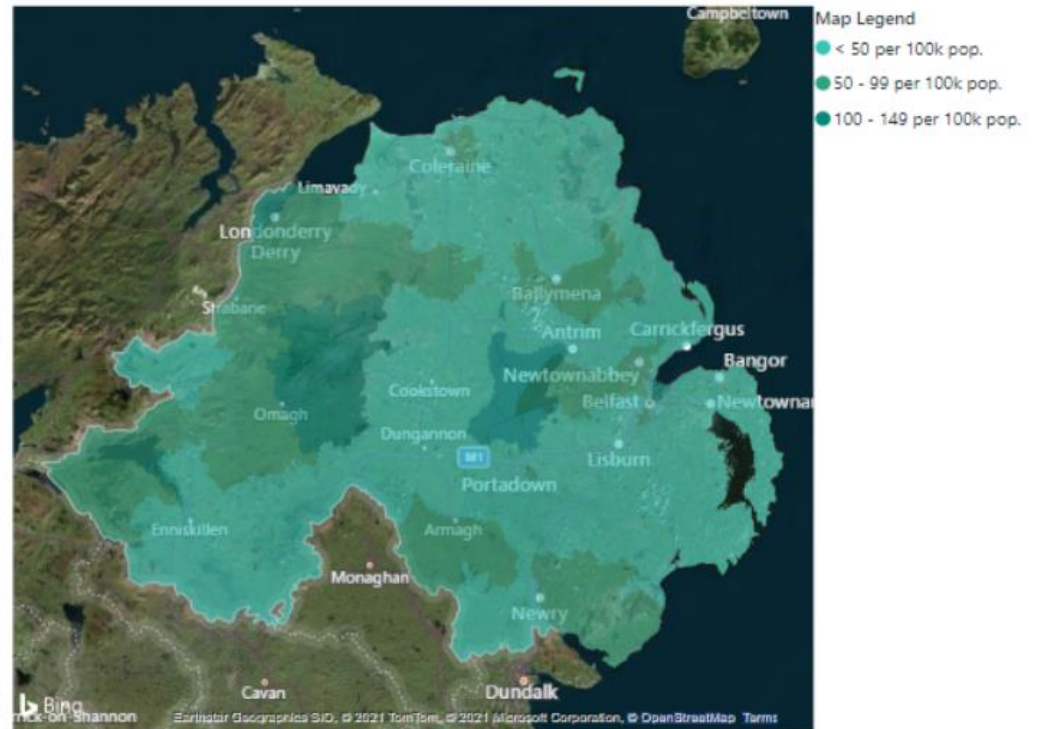 Campbeltown
Map Legend
< 50 per 100k pop.
50 - 99 per 100k pop.
100 - 149 per 100k pop.
Coleraine
Limavady
Londonderry
Derry
Strabane
Ballymena
Antrim
Carrickfergus
Bangor
Newtownabbey
Cookstown
Belfast
Newtownar
Omagh
Dungannon
M1
Lisburn
Portadown
Enniskillen
Armagh
Monaghan
Newry
Cavan
Dundalk
Bing
rrick-on-Shannon
Earthstar Geographics SIO, © 2021 TomTom, © 2021 Microsoft Corporation, © OpenStreetMap Terms